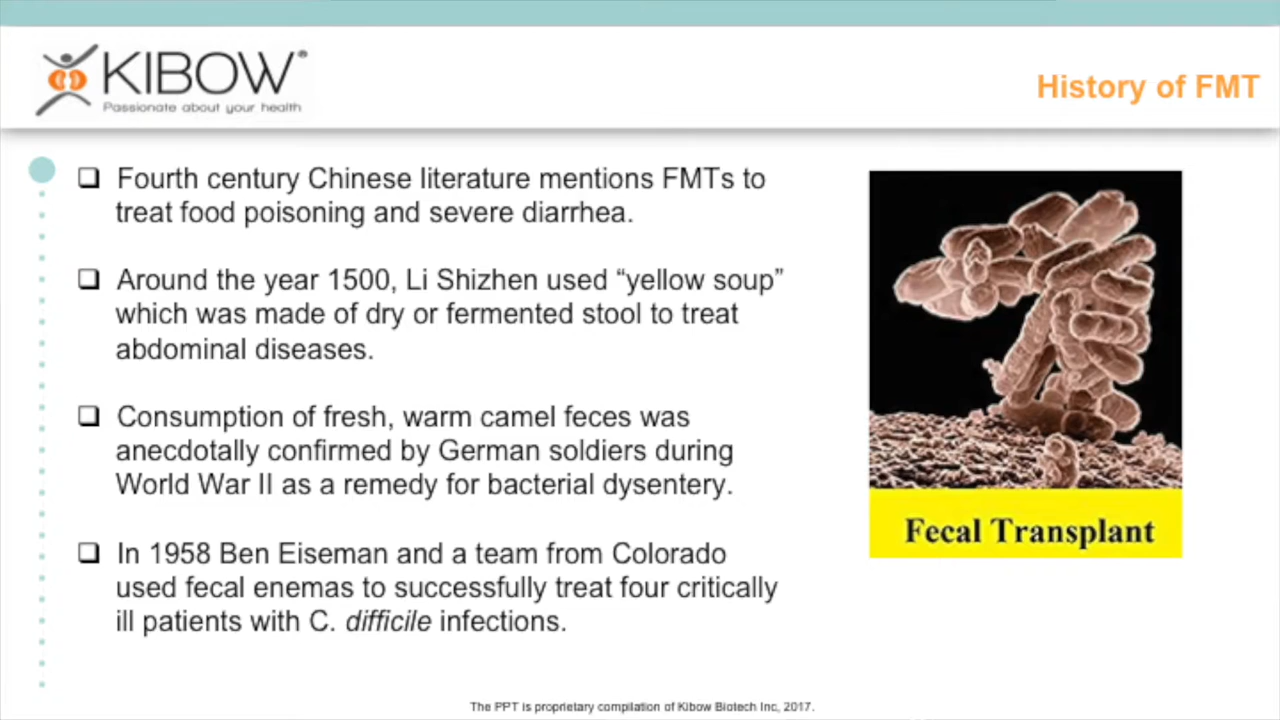 KIBOW®
Passionate about your health
History of FMT
❑ Fourth century Chinese literature mentions FMTs to
treat food poisoning and severe diarrhea.
❑ Around the year 1500, Li Shizhen used “yellow soup”
which was made of dry or fermented stool to treat
abdominal diseases.
❑ Consumption of fresh, warm camel feces was
anecdotally confirmed by German soldiers during
World War II as a remedy for bacterial dysentery.
❑ In 1958 Ben Eiseman and a team from Colorado
used fecal enemas to successfully treat four critically
ill patients with C. difficile infections.
Fecal Transplant
The PPT is proprietary compilation of Kibow Biotech Inc, 2017.